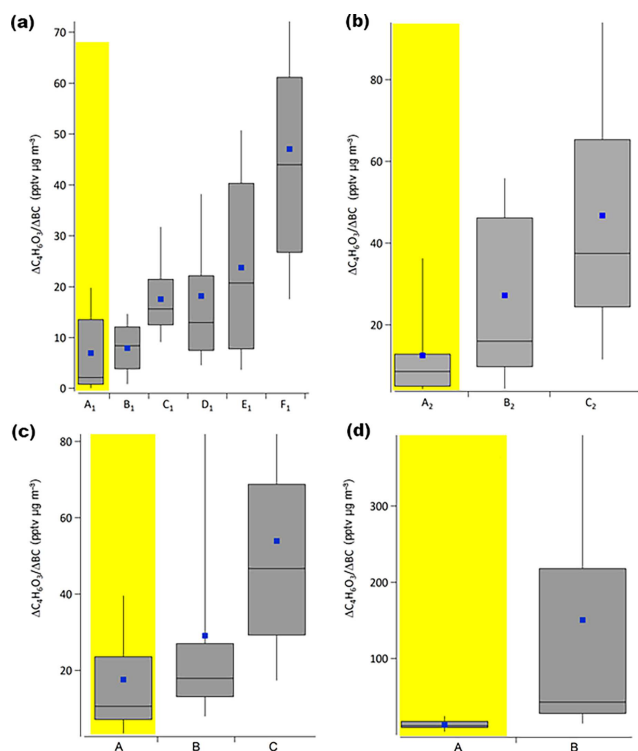 (a)
70
60
50
40
30
20
10
0
ΔC₄H₆O₃/ΔBC (pptv µg m⁻³)
A₁ B₁ C₁ D₁ E₁ F₁
(b)
80
60
40
20
ΔC₄H₆O₃/ΔBC (pptv µg m⁻³)
A₂ B₂ C₂
(c)
80
60
40
20
ΔC₄H₆O₃/ΔBC (pptv µg m⁻³)
A B C
(d)
300
200
100
ΔC₄H₆O₃/ΔBC (pptv µg m⁻³)
A B